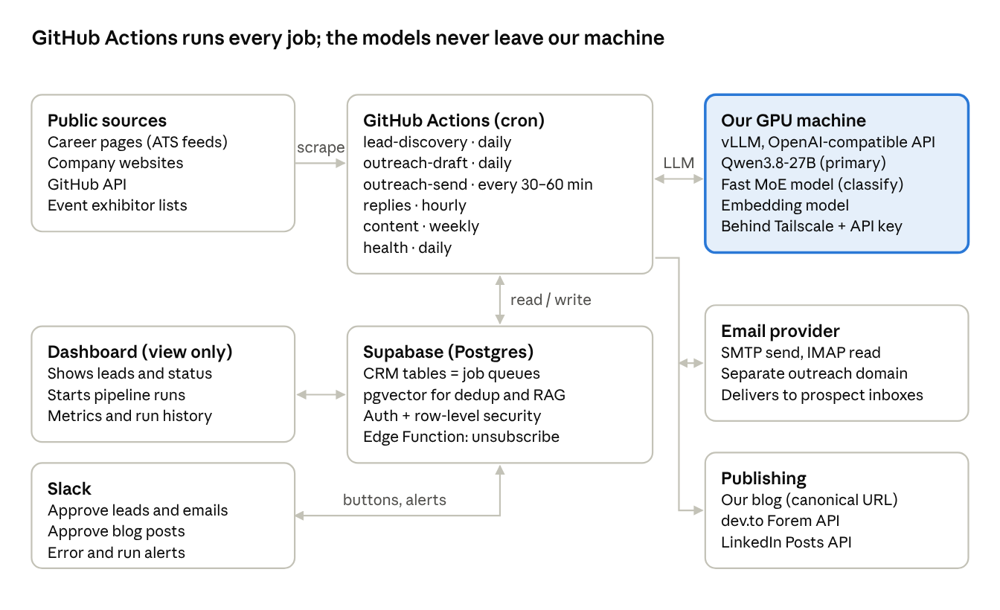 GitHub Actions runs every job; the models never leave our machine
Public sources
Career pages (ATS feeds)
Company websites
GitHub API
Event exhibitor lists
scrape
GitHub Actions (cron)
lead-discovery · daily
outreach-draft · daily
outreach-send · every 30–60 min
replies · hourly
content · weekly
health · daily
LLM
Our GPU machine
vLLM, OpenAI-compatible API
Qwen3.8-27B (primary)
Fast MoE model (classify)
Embedding model
Behind Tailscale + API key
read / write
Dashboard (view only)
Shows leads and status
Starts pipeline runs
Metrics and run history
Supabase (Postgres)
CRM tables = job queues
pgvector for dedup and RAG
Auth + row-level security
Edge Function: unsubscribe
Email provider
SMTP send, IMAP read
Separate outreach domain
Delivers to prospect inboxes
Slack
Approve leads and emails
Approve blog posts
Error and run alerts
buttons, alerts
Publishing
Our blog (canonical URL)
dev.to Forem API
LinkedIn Posts API